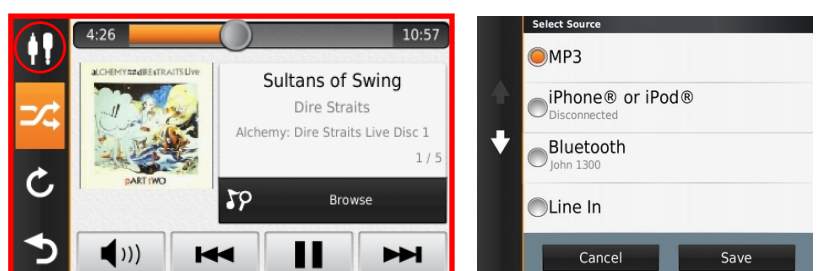 4:26
10:57
ALCHEMY DIRE STRAITS Live
pART tWO
Sultans of Swing
Dire Straits
Alchemy: Dire Straits Live Disc 1
1 / 5
Browse
Select Source
MP3
iPhone® or iPod®
Disconnected
Bluetooth
John 1300
Line In
Cancel
Save